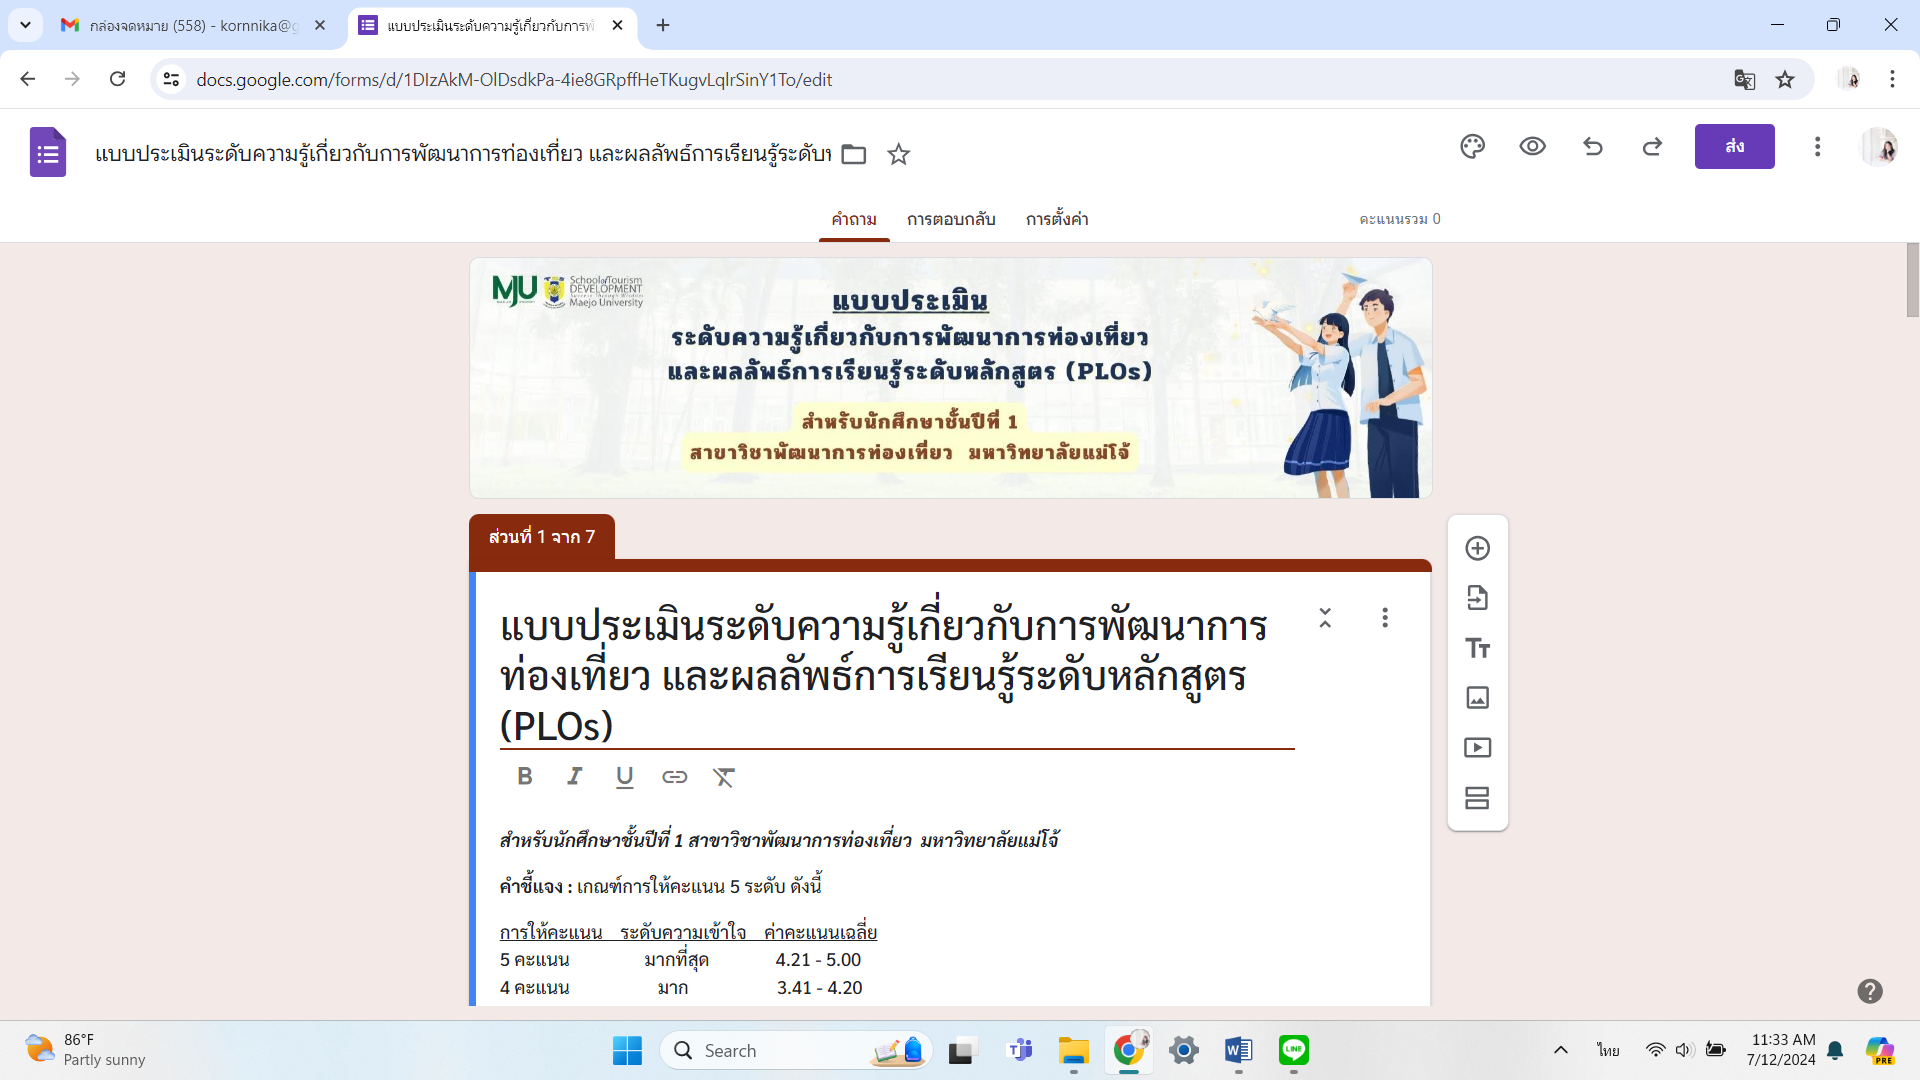 กล่องจดหมาย (558) - kornnika@g
แบบประเมินระดับความรู้เกี่ยวกับการพั
docs.google.com/forms/d/1DIzAkM-OlDsdkPa-4ie8GRpffHeTKugvLqlrSinY1To/edit
แบบประเมินระดับความรู้เกี่ยวกับการพัฒนาการท่องเที่ยว และผลลัพธ์การเรียนรู้ระดับห
ส่ง
คำถาม การตอบกลับ การตั้งค่า คะแนนรวม 0
MJU School of Tourism
DEVELOPMENT
Maejo University
แบบประเมิน
ระดับความรู้เกี่ยวกับการพัฒนาการท่องเที่ยว
และผลลัพธ์การเรียนรู้ระดับหลักสูตร (PLOs)
สำหรับนักศึกษาชั้นปีที่ 1
สาขาวิชาพัฒนาการท่องเที่ยว มหาวิทยาลัยแม่โจ้
ส่วนที่ 1 จาก 7
แบบประเมินระดับความรู้เกี่ยวกับการพัฒนาการ
ท่องเที่ยว และผลลัพธ์การเรียนรู้ระดับหลักสูตร
(PLOs)
สำหรับนักศึกษาชั้นปีที่ 1 สาขาวิชาพัฒนาการท่องเที่ยว มหาวิทยาลัยแม่โจ้
คำชี้แจง : เกณฑ์การให้คะแนน 5 ระดับ ดังนี้
การให้คะแนน ระดับความเข้าใจ ค่าคะแนนเฉลี่ย
5 คะแนน มากที่สุด 4.21 - 5.00
4 คะแนน มาก 3.41 - 4.20
86°F
Partly sunny
Search
ไทย
11:33 AM
7/12/2024
PRE